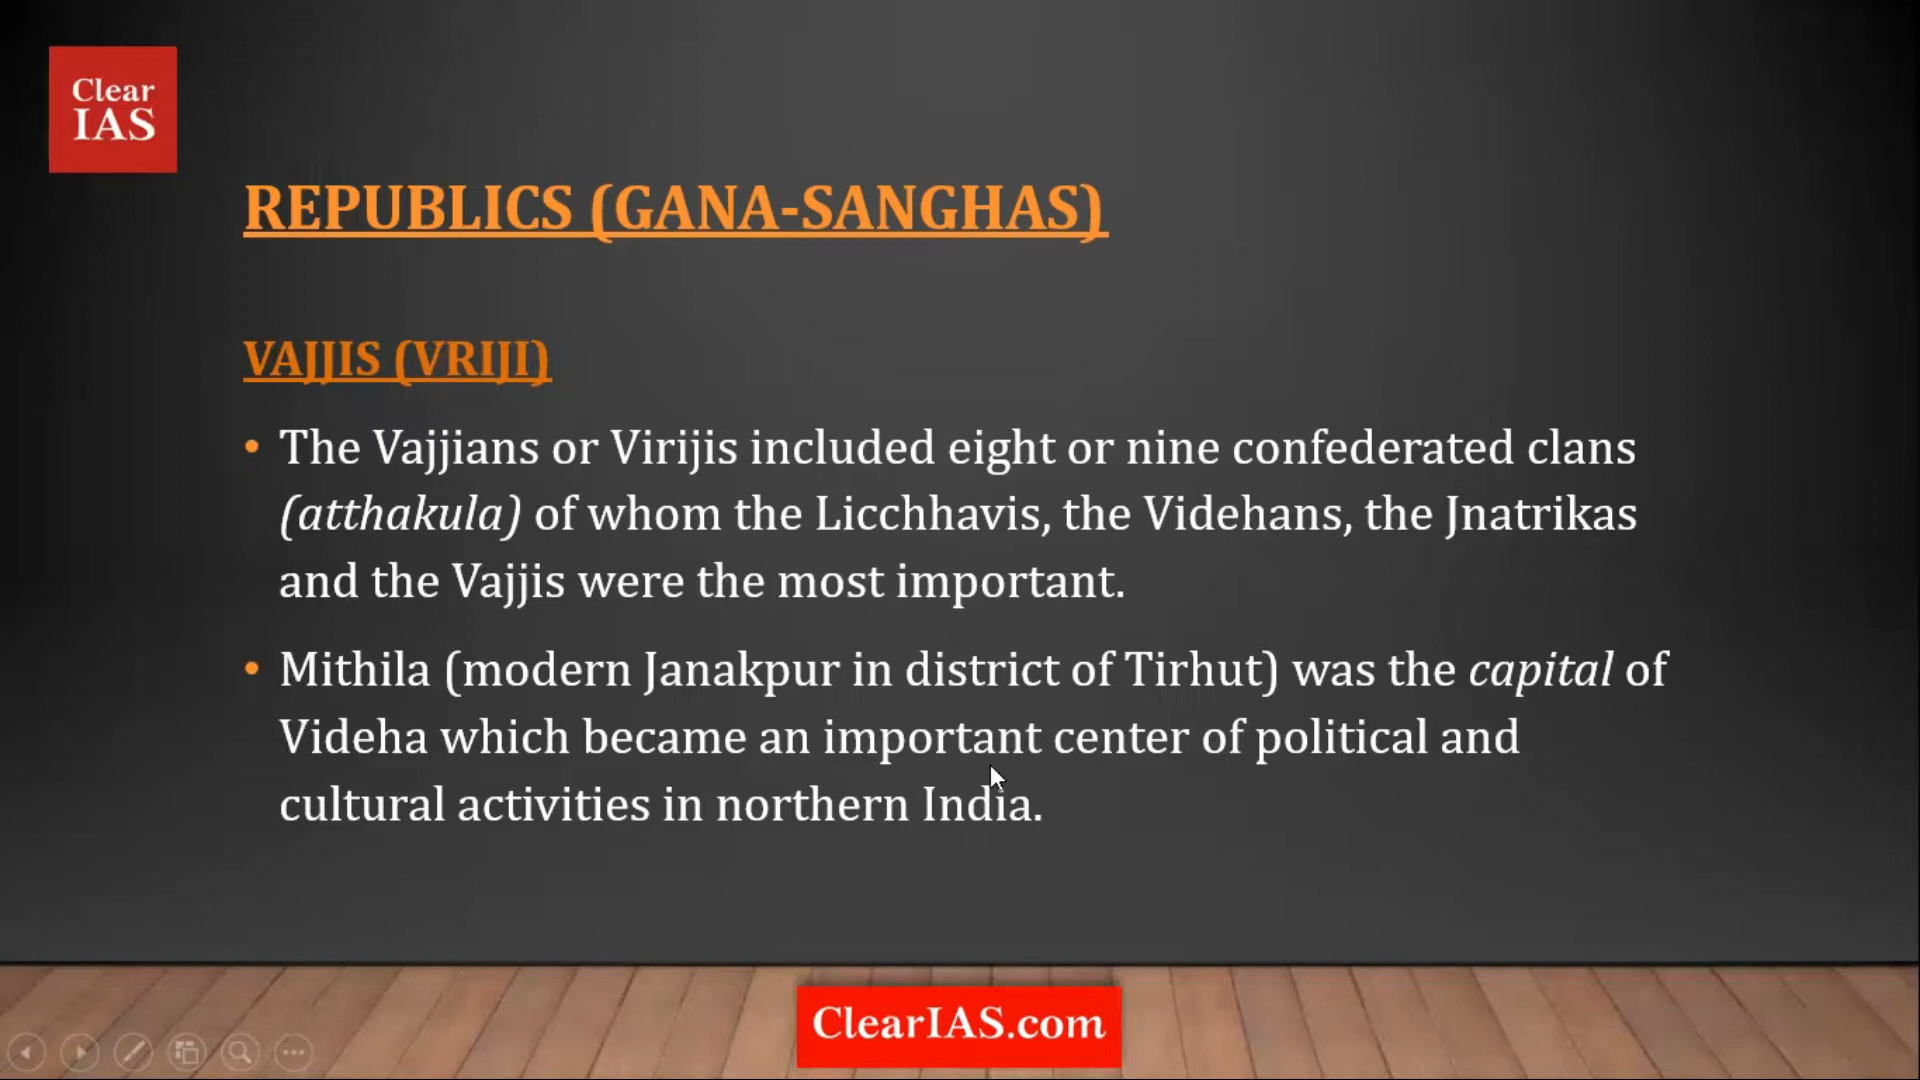 Clear
IAS
REPUBLICS (GANA-SANGHAS)
VAJJIS (VRIJI)
• The Vajjians or Virijis included eight or nine confederated clans
(atthakula) of whom the Licchhavis, the Videhans, the Jnatrikas
and the Vajjis were the most important.
• Mithila (modern Janakpur in district of Tirhut) was the capital of
Videha which became an important center of political and
cultural activities in northern India.
ClearIAS.com